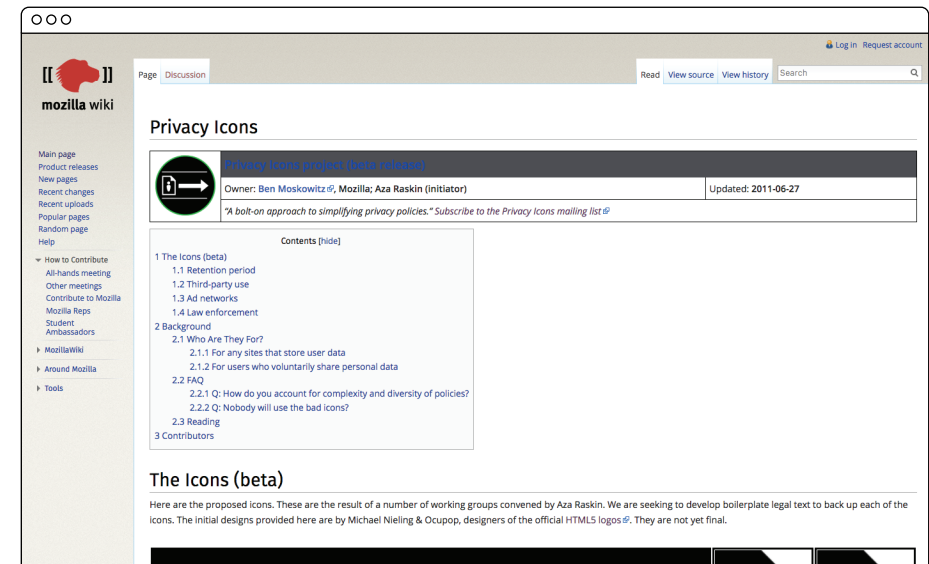 Log in Request account
[[ ]]
mozilla wiki
Page Discussion
Read View source View history Search
Privacy Icons
Main page
Product releases
New pages
Recent changes
Recent uploads
Popular pages
Random page
Help
How to Contribute
All-hands meeting
Other meetings
Contribute to Mozilla
Mozilla Reps
Student
Ambassadors
MozillaWiki
Around Mozilla
Tools
Privacy Icons project (beta release)
Owner: Ben Moskowitz, Mozilla; Aza Raskin (initiator)
Updated: 2011-06-27
"A bolt-on approach to simplifying privacy policies." Subscribe to the Privacy Icons mailing list
Contents [hide]
1 The Icons (beta)
1.1 Retention period
1.2 Third-party use
1.3 Ad networks
1.4 Law enforcement
2 Background
2.1 Who Are They For?
2.1.1 For any sites that store user data
2.1.2 For users who voluntarily share personal data
2.2 FAQ
2.2.1 Q: How do you account for complexity and diversity of policies?
2.2.2 Q: Nobody will use the bad icons?
2.3 Reading
3 Contributors
The Icons (beta)
Here are the proposed icons. These are the result of a number of working groups convened by Aza Raskin. We are seeking to develop boilerplate legal text to back up each of the
icons. The initial designs provided here are by Michael Nieling & Ocupop, designers of the official HTML5 logos. They are not yet final.